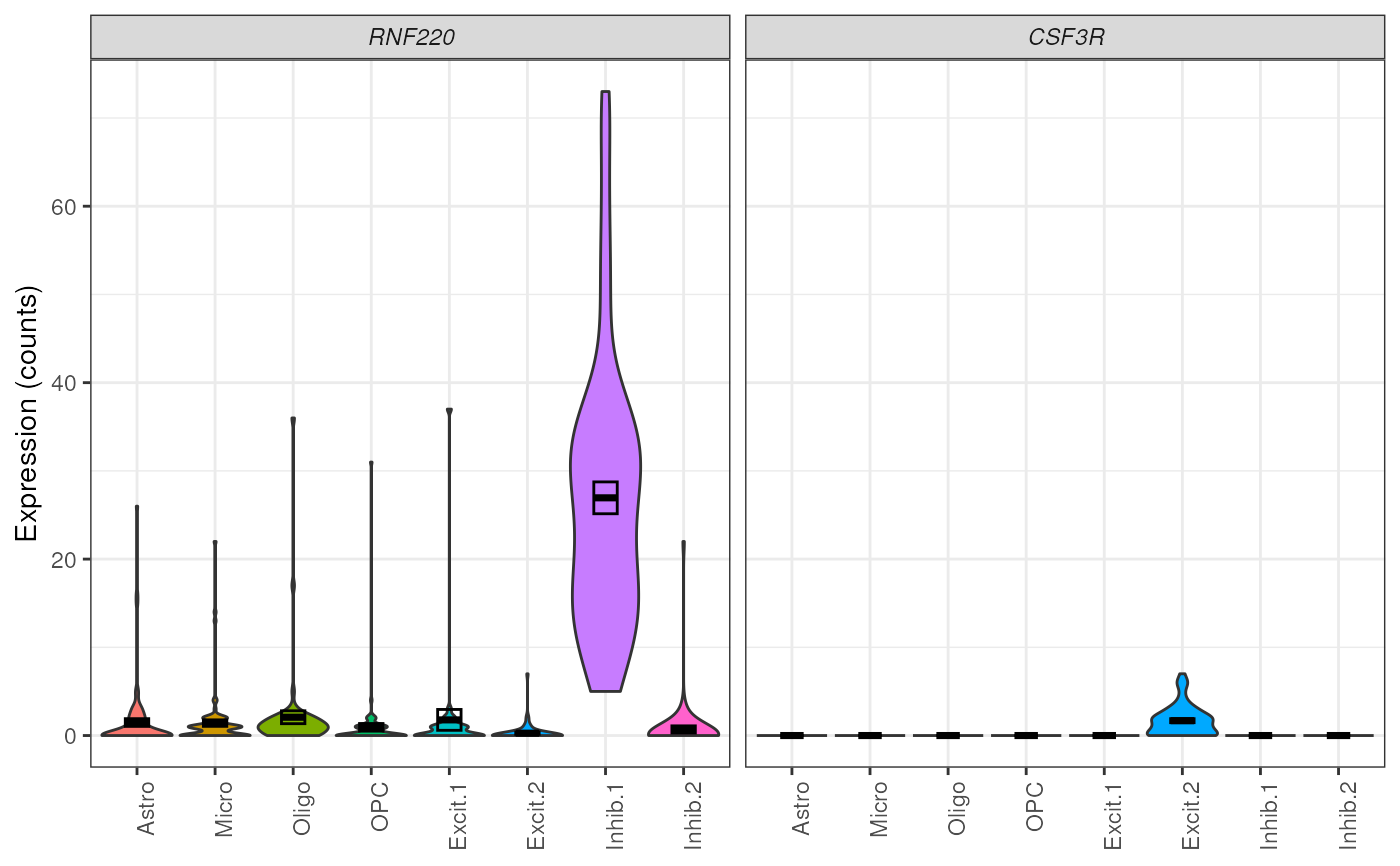 RNF220
CSF3R
Expression (counts)
60
40
20
0
Astro
Micro
Oligo
OPC
Excit.1
Excit.2
Inhib.1
Inhib.2
Astro
Micro
Oligo
OPC
Excit.1
Excit.2
Inhib.1
Inhib.2